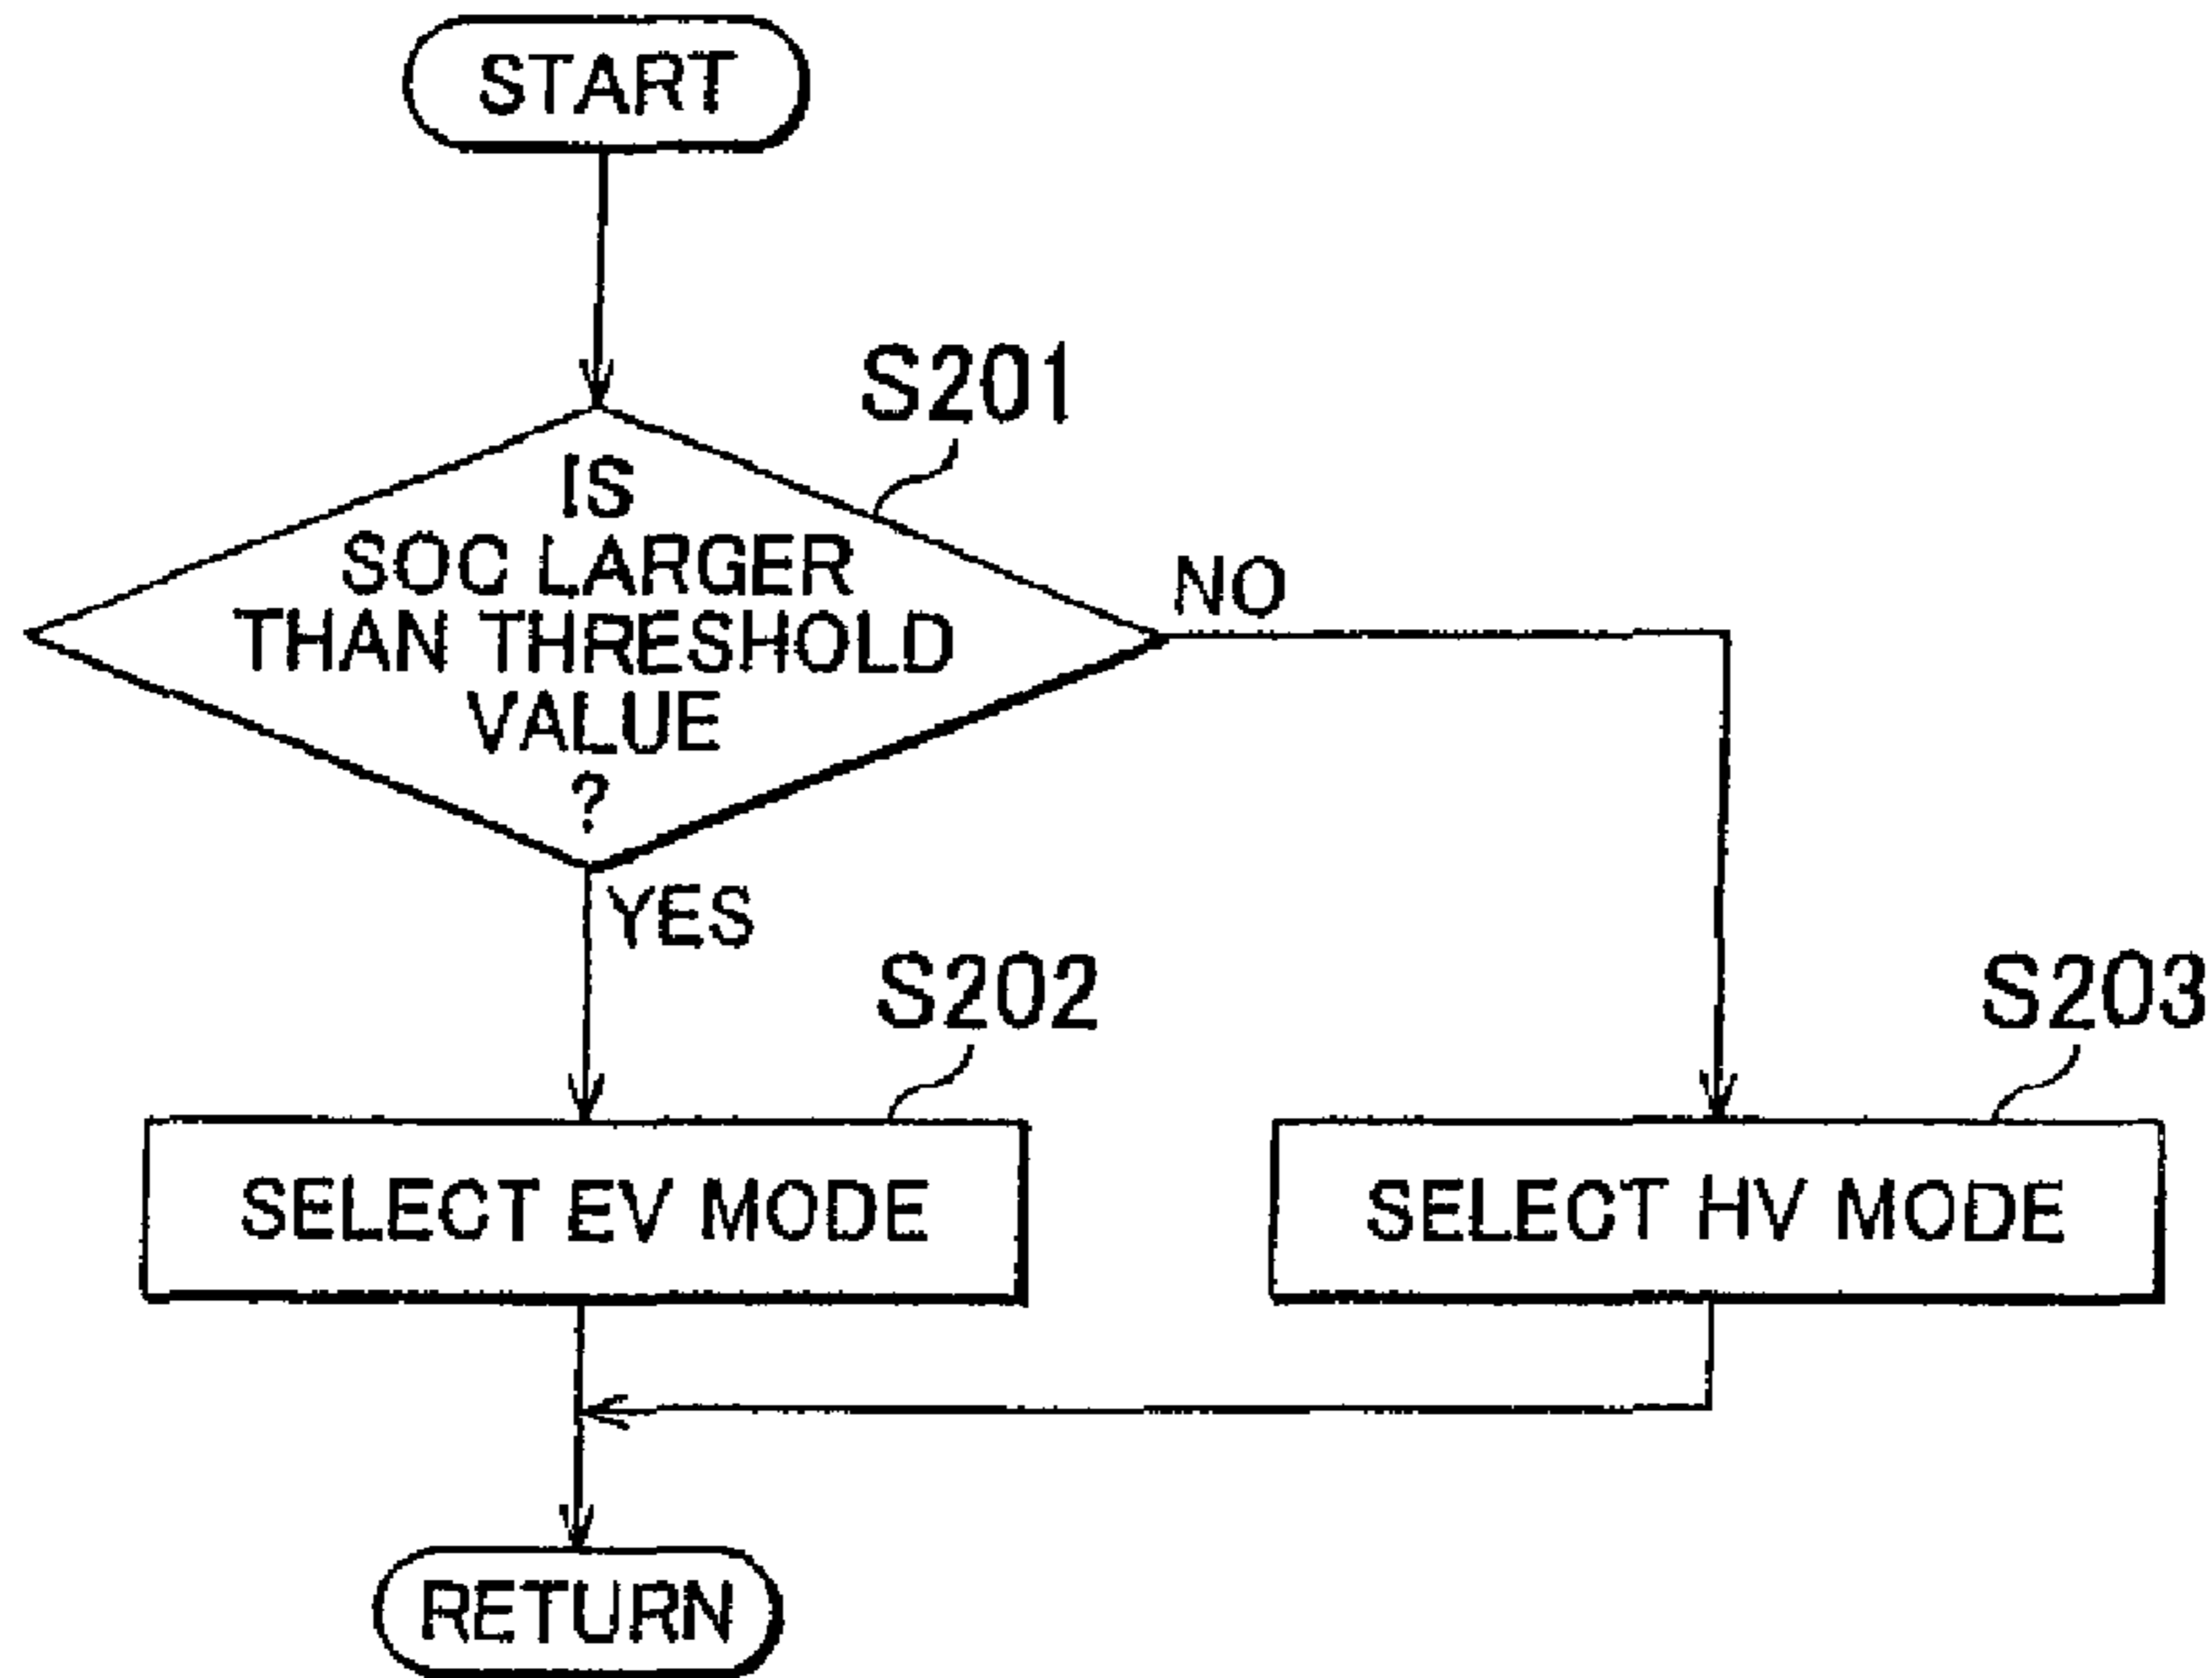 START
S201
IS
SOC LARGER
THAN THRESHOLD
VALUE
?
NO
YES
S202
S203
SELECT EV MODE
SELECT HV MODE
RETURN